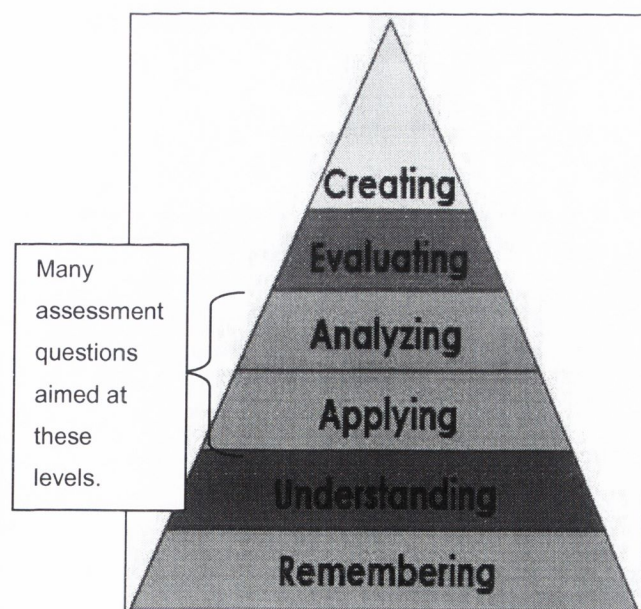 Creating
Evaluating
Many
assessment
questions
aimed at
these
levels.
Analyzing
Applying
Understanding
Remembering